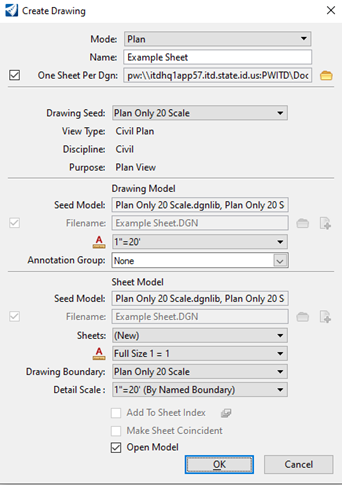 Create Drawing
Mode: Plan
Name: Example Sheet
One Sheet Per Dgn: pw:\\itdhq1app57.itd.state.id.us:PWITD\Doc
Drawing Seed: Plan Only 20 Scale
View Type: Civil Plan
Discipline: Civil
Purpose: Plan View
Drawing Model
Seed Model: Plan Only 20 Scale.dgnlib, Plan Only 20 S
Filename: Example Sheet.DGN
A 1"=20'
Annotation Group: None
Sheet Model
Seed Model: Plan Only 20 Scale.dgnlib, Plan Only 20 S
Filename: Example Sheet.DGN
Sheets: (New)
A Full Size 1 = 1
Drawing Boundary: Plan Only 20 Scale
Detail Scale : 1"=20' (By Named Boundary)
Add To Sheet Index
Make Sheet Coincident
Open Model
OK Cancel